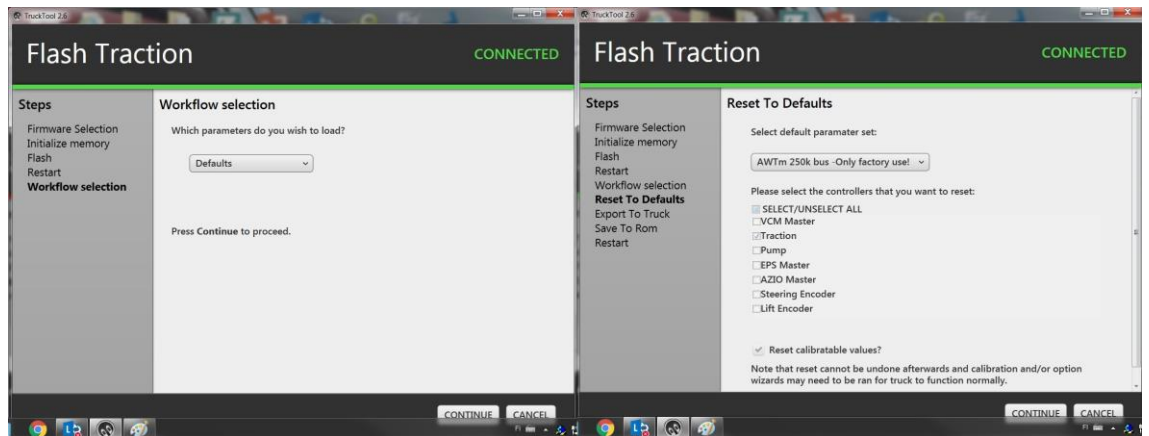 TruckTool 2.6
Flash Traction
CONNECTED
Steps
Firmware Selection
Initialize memory
Flash
Restart
Workflow selection
Workflow selection
Which parameters do you wish to load?
Defaults
Press Continue to proceed.
CONTINUE
CANCEL
FI
TruckTool 2.6
Flash Traction
CONNECTED
Steps
Firmware Selection
Initialize memory
Flash
Restart
Workflow selection
Reset To Defaults
Export To Truck
Save To Rom
Restart
Reset To Defaults
Select default paramater set:
AWTm 250k bus -Only factory use!
Please select the controllers that you want to reset:
SELECT/UNSELECT ALL
VCM Master
Traction
Pump
EPS Master
AZIO Master
Steering Encoder
Lift Encoder
Reset calibratable values?
Note that reset cannot be undone afterwards and calibration and/or option
wizards may need to be ran for truck to function normally.
CONTINUE
CANCEL
FI